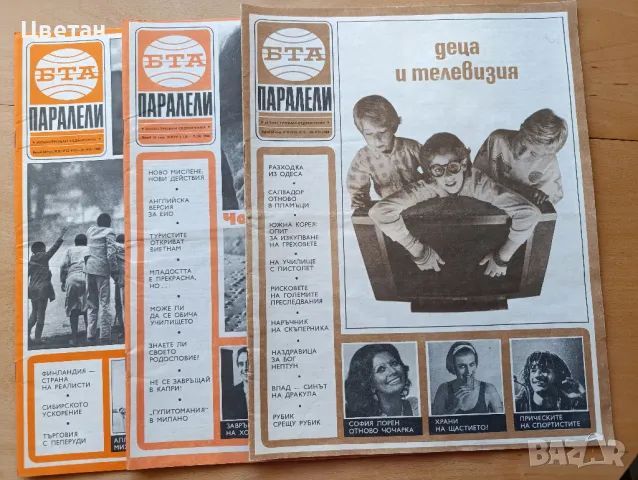 Цветан
БТА
ПАРАЛЕЛИ
ФИНЛАНДИЯ —
СТРАНА
НА РЕАЛИСТИ
СИБИРСКОТО
УСКОРЕНИЕ
ТЪРГОВИЯ
С ПЕПЕРУДИ
БТА
ПАРАЛЕЛИ
НОВО МИСЛЕНЕ,
НОВИ ДЕЙСТВИЯ
АНГЛИЙСКА
ВЕРСИЯ
ЗА ЕИО
ТУРИСТИТЕ
ОТКРИВАТ
ВИЕТНАМ
МЛАДОСТТА
Е ПРЕКРАСНА,
НО...
МОЖЕ ЛИ
ДА СЕ ОБИЧА
УЧИЛИЩЕТО
ЗНАЕТЕ ЛИ
СВОЕТО
РОДОСЛОВИЕ?
НЕ СЕ ЗАВРЪЩАЙ
В КАПРИ!
"ГУЛИТОМАНИЯ"
В МИЛАНО
БТА
ПАРАЛЕЛИ
деца
и телевизия
РАЗХОДКА
ИЗ ОДЕСА
САЛВАДОР
ОТНОВО
В ПЛАМЪЦИ
ЮЖНА КОРЕЯ:
ОПИТ
ЗА ИЗКУПВАНЕ
НА ГРЕХОВЕТЕ
НА УЧИЛИЩЕ
С ПИСТОЛЕТ
РИСКОВЕТЕ
НА ГОЛЕМИТЕ
ПРЕСЛЕДВАНИЯ
НАРЪЧНИК
НА СКЪПЕРНИКА
НАЗДРАВИЦА
ЗА БОГ
НЕПТУН
ВЛАД — СИНЪТ
НА ДРАКУЛА
РУБИК
СРЕЩУ РУБИК
СОФИЯ ЛОРЕН
ОТНОВО ЧОЧАРКА
ХРАНИ
НА ЩАСТИЕТО!
ПРИЧЕСКИТЕ
НА СПОРТИСТИТЕ
bazar.bg